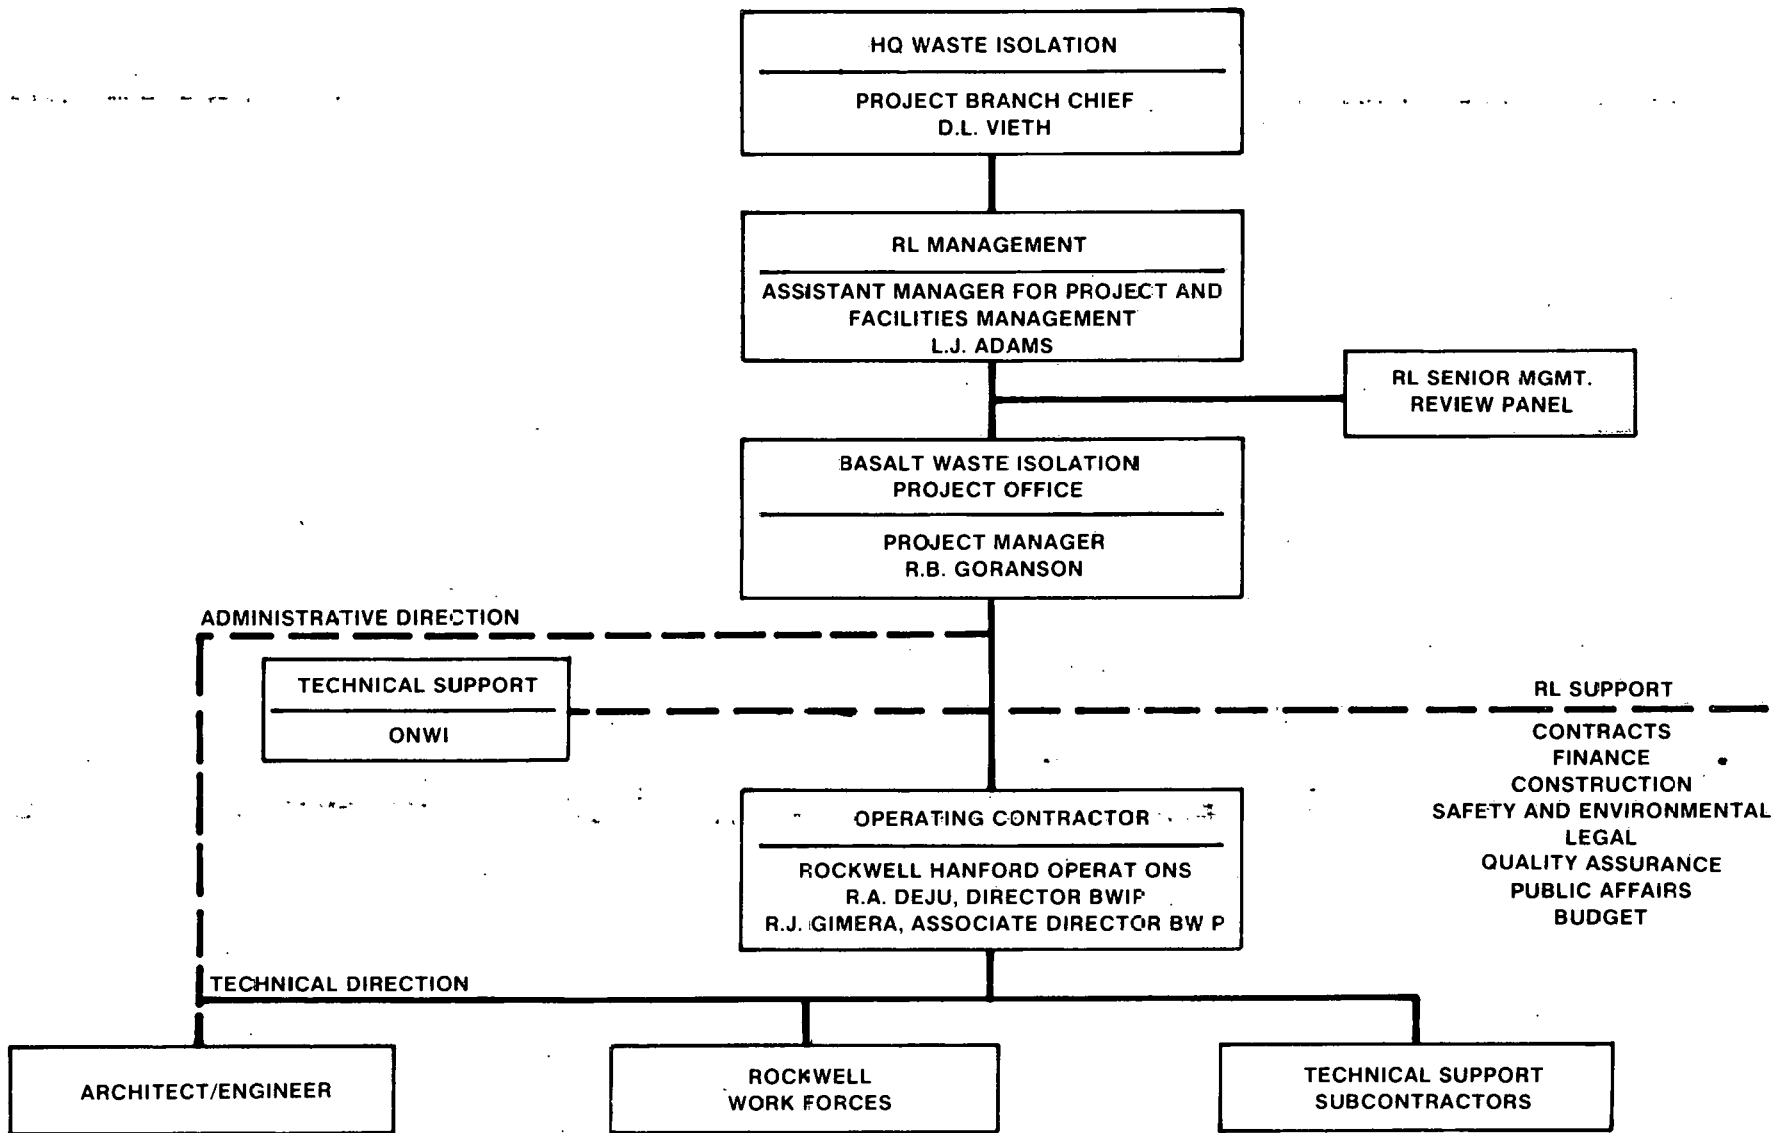 HQ WASTE ISOLATION
PROJECT BRANCH CHIEF
D.L. VIETH
RL MANAGEMENT
ASSISTANT MANAGER FOR PROJECT AND
FACILITIES MANAGEMENT
L.J. ADAMS
RL SENIOR MGMT.
REVIEW PANEL
BASALT WASTE ISOLATION
PROJECT OFFICE
PROJECT MANAGER
R.B. GORANSON
ADMINISTRATIVE DIRECTION
TECHNICAL SUPPORT
ONWI
RL SUPPORT
CONTRACTS
FINANCE
CONSTRUCTION
SAFETY AND ENVIRONMENTAL
LEGAL
QUALITY ASSURANCE
PUBLIC AFFAIRS
BUDGET
OPERATING CONTRACTOR
ROCKWELL HANFORD OPERAT ONS
R.A. DEJU, DIRECTOR BWIP
R.J. GIMERA, ASSOCIATE DIRECTOR BW P
TECHNICAL DIRECTION
ARCHITECT/ENGINEER
ROCKWELL
WORK FORCES
TECHNICAL SUPPORT
SUBCONTRACTORS